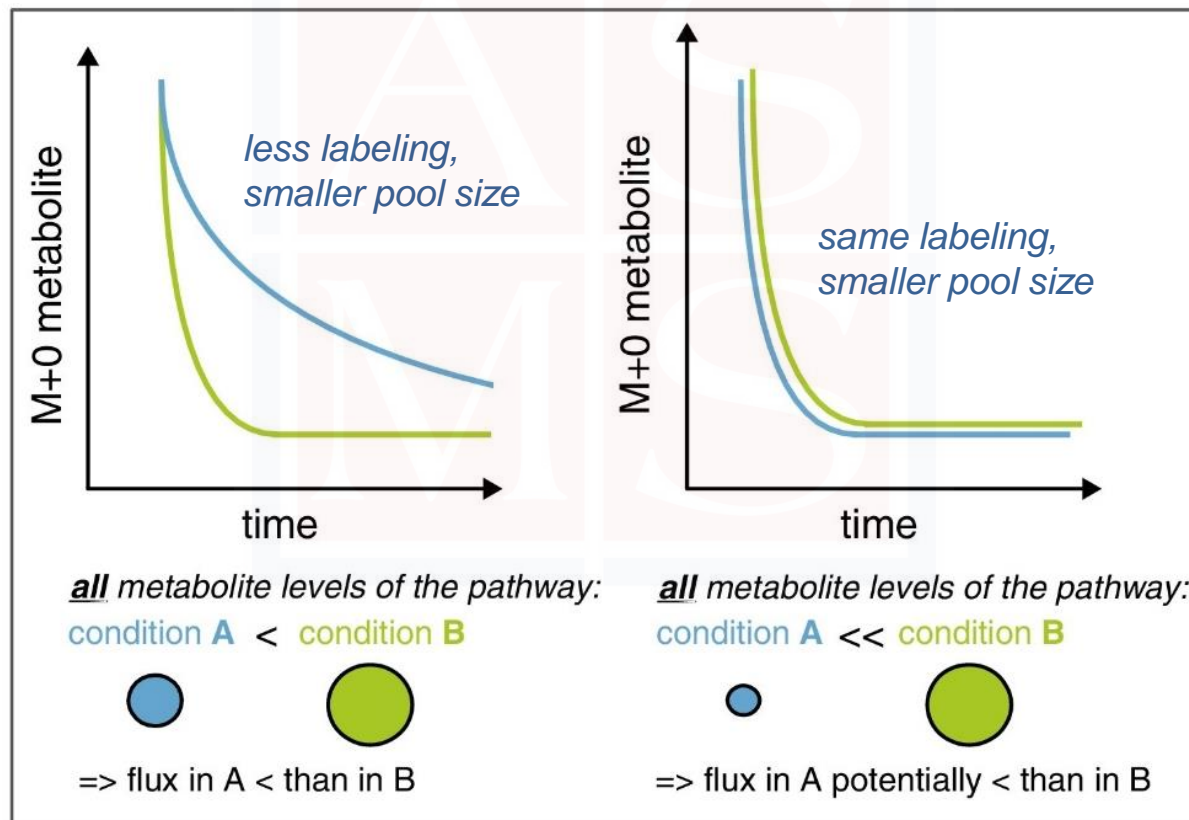 M+0 metabolite
less labeling,
smaller pool size
time
all metabolite levels of the pathway:
condition A < condition B
=> flux in A < than in B
M+0 metabolite
same labeling,
smaller pool size
time
all metabolite levels of the pathway:
condition A << condition B
=> flux in A potentially < than in B
A S
M S